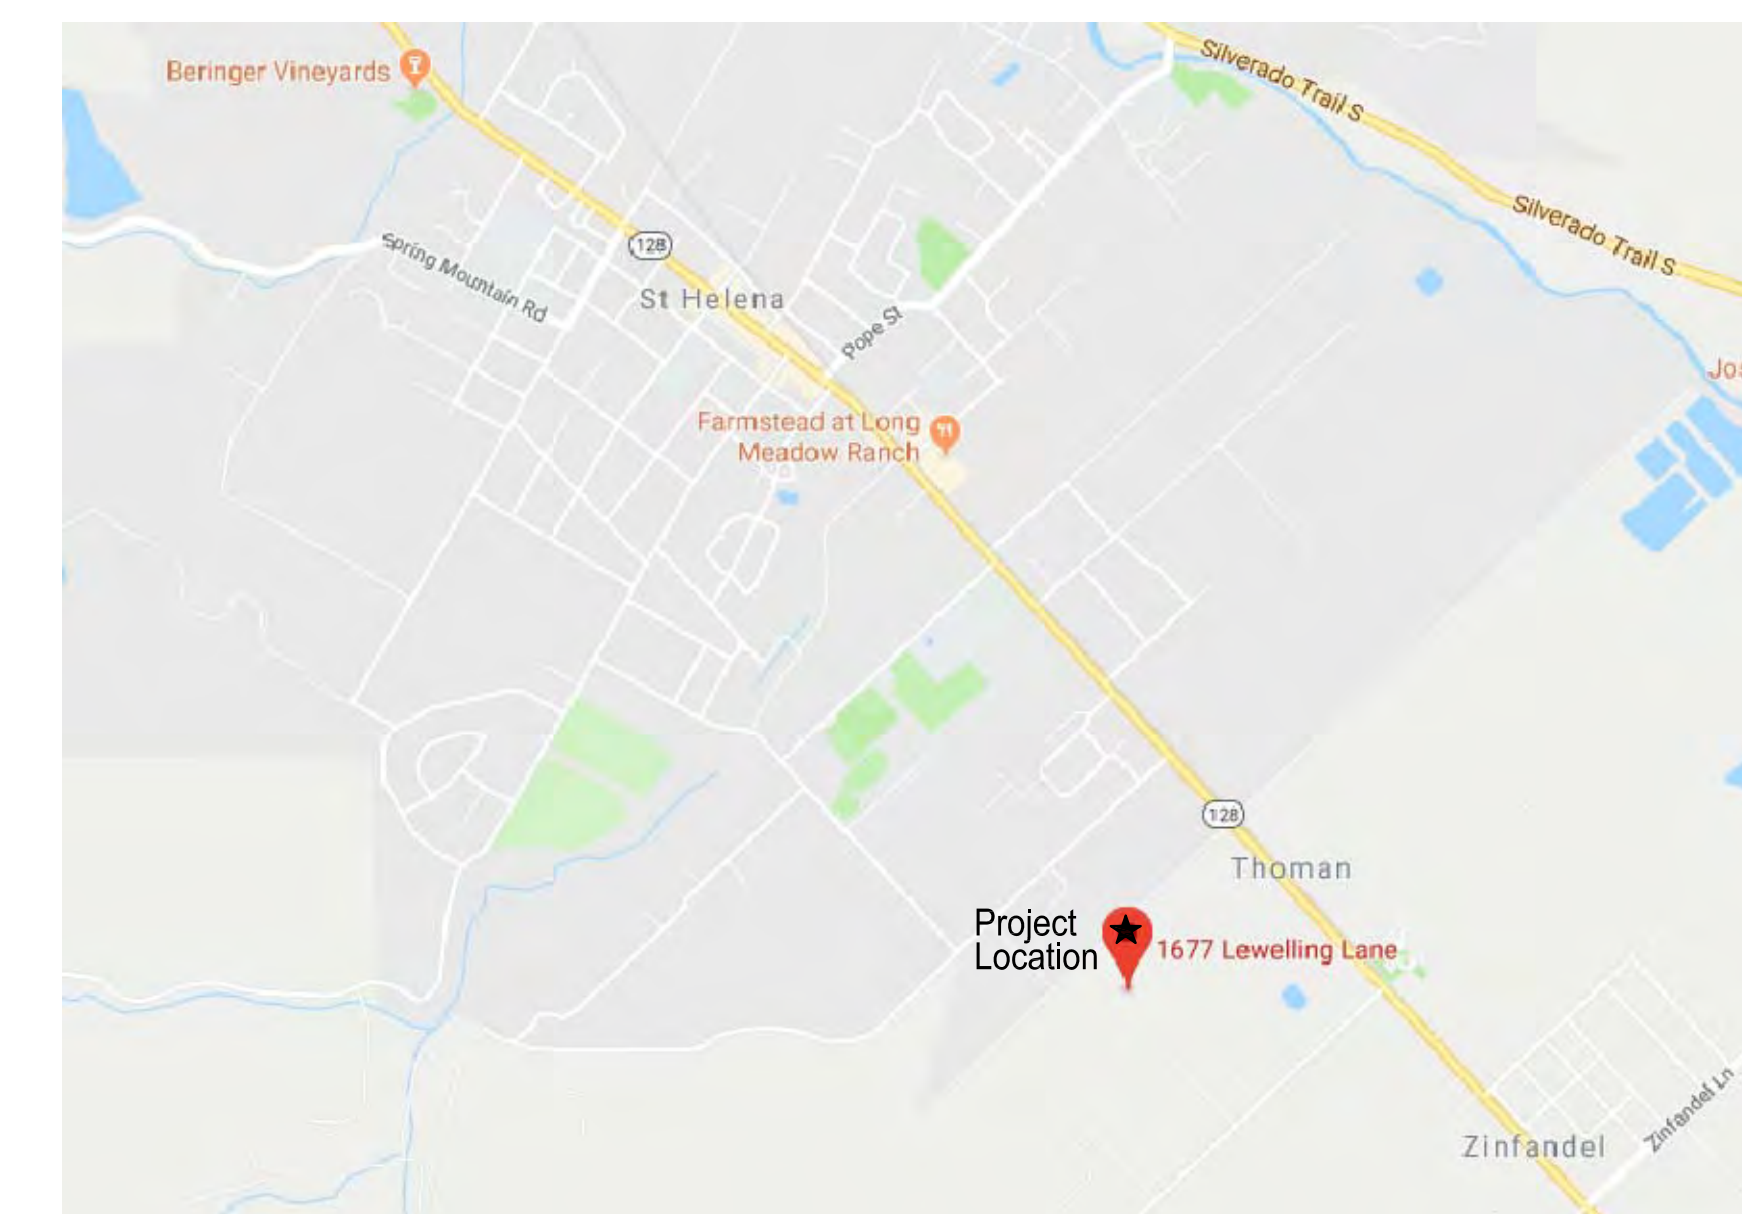 Beringer Vineyards
Silverado Trail S
Silverado Trail S
Spring Mountain Rd
128
St Helena
Pope St
Jos
Farmstead at Long
Meadow Ranch
128
Thoman
Project
Location
1677 Lewelling Lane
Zinfandel
Zinfandel Ln